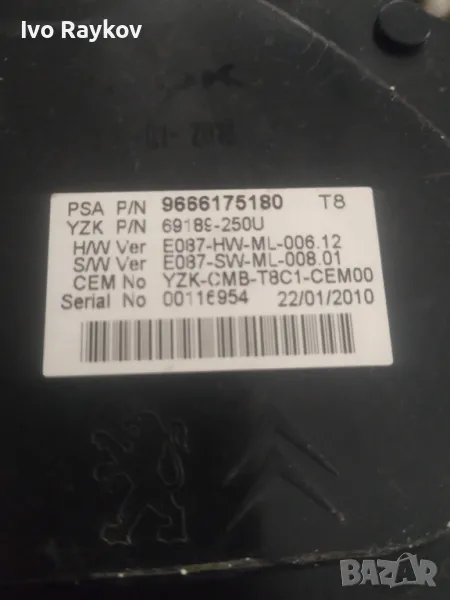 Ivo Raykov
PSA P/N 9666175180 T8
YZK P/N 69189-250U
H/W Ver E087-HW-ML-006.12
S/W Ver E087-SW-ML-008.01
CEM No YZK-CMB-T8C1-CEM00
Serial No 00116954 22/01/2010
BAZAR